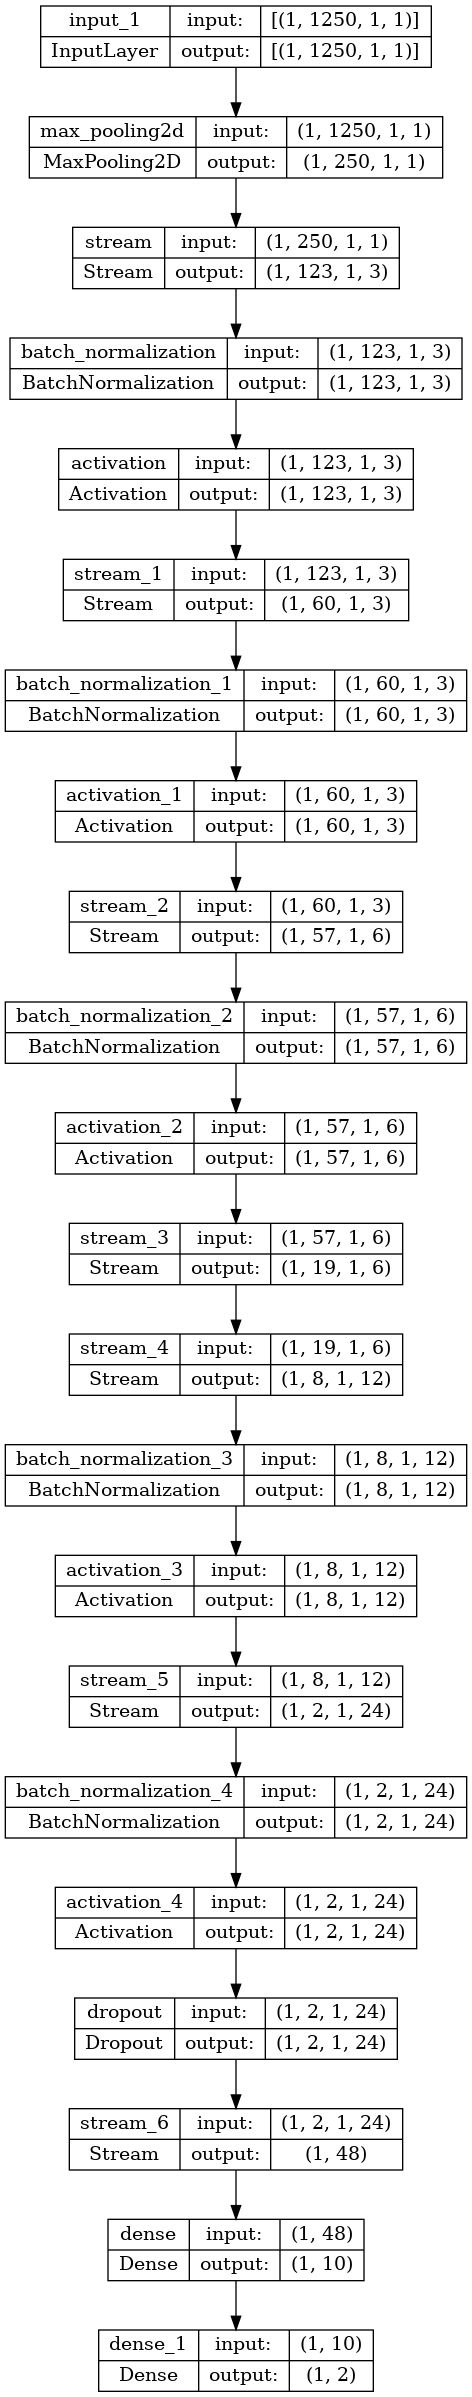 input_1 input: [(1, 1250, 1, 1)]
InputLayer output: [(1, 1250, 1, 1)]
max_pooling2d input: (1, 1250, 1, 1)
MaxPooling2D output: (1, 250, 1, 1)
stream input: (1, 250, 1, 1)
Stream output: (1, 123, 1, 3)
batch_normalization input: (1, 123, 1, 3)
BatchNormalization output: (1, 123, 1, 3)
activation input: (1, 123, 1, 3)
Activation output: (1, 123, 1, 3)
stream_1 input: (1, 123, 1, 3)
Stream output: (1, 60, 1, 3)
batch_normalization_1 input: (1, 60, 1, 3)
BatchNormalization output: (1, 60, 1, 3)
activation_1 input: (1, 60, 1, 3)
Activation output: (1, 60, 1, 3)
stream_2 input: (1, 60, 1, 3)
Stream output: (1, 57, 1, 6)
batch_normalization_2 input: (1, 57, 1, 6)
BatchNormalization output: (1, 57, 1, 6)
activation_2 input: (1, 57, 1, 6)
Activation output: (1, 57, 1, 6)
stream_3 input: (1, 57, 1, 6)
Stream output: (1, 19, 1, 6)
stream_4 input: (1, 19, 1, 6)
Stream output: (1, 8, 1, 12)
batch_normalization_3 input: (1, 8, 1, 12)
BatchNormalization output: (1, 8, 1, 12)
activation_3 input: (1, 8, 1, 12)
Activation output: (1, 8, 1, 12)
stream_5 input: (1, 8, 1, 12)
Stream output: (1, 2, 1, 24)
batch_normalization_4 input: (1, 2, 1, 24)
BatchNormalization output: (1, 2, 1, 24)
activation_4 input: (1, 2, 1, 24)
Activation output: (1, 2, 1, 24)
dropout input: (1, 2, 1, 24)
Dropout output: (1, 2, 1, 24)
stream_6 input: (1, 2, 1, 24)
Stream output: (1, 48)
dense input: (1, 48)
Dense output: (1, 10)
dense_1 input: (1, 10)
Dense output: (1, 2)